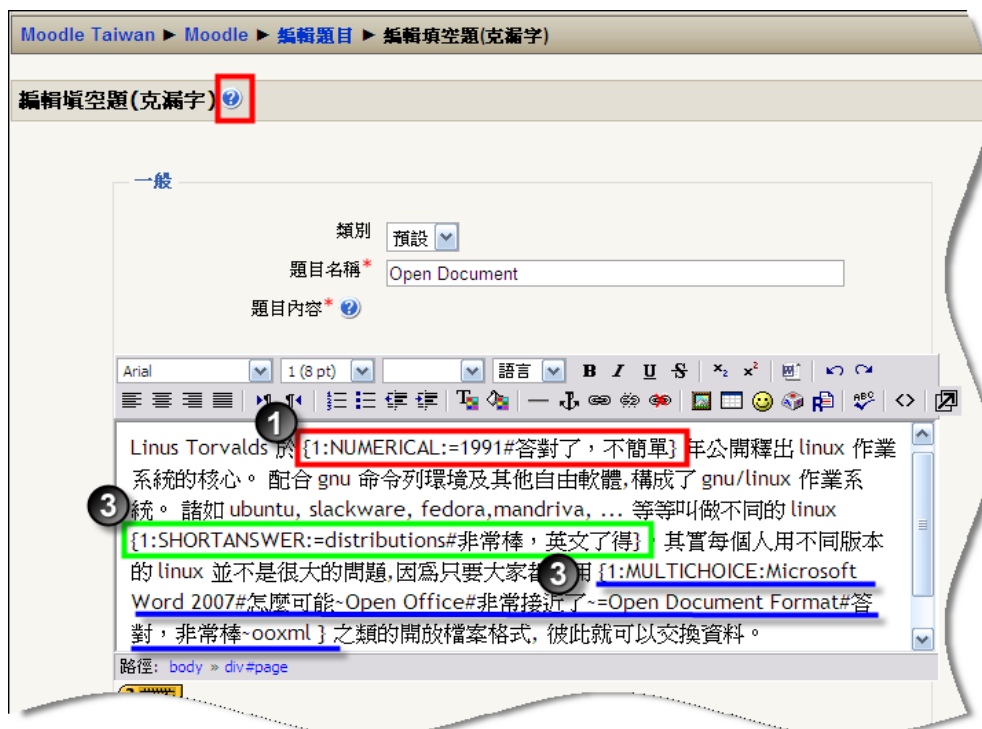 Moodle Taiwan ► Moodle ► 編輯題目 ► 編輯填空題(克漏字)
編輯填空題(克漏字)
一般
類別 預設
題目名稱* Open Document
題目內容*
Arial 1 (8 pt) 語言 B I U S ×₂ ×²
1
Linus Torvalds 於 {1:NUMERICAL:=1991#答對了，不簡單} 年公開釋出 linux 作業
系統的核心。 配合 gnu 命令列環境及其他自由軟體,構成了 gnu/linux 作業系
3
統。 諸如 ubuntu, slackware, fedora,mandriva, ... 等等叫做不同的 linux
{1:SHORTANSWER:=distributions#非常棒，英文了得}，其實每個人用不同版本
3
的 linux 並不是很大的問題,因為只要大家都 用 {1:MULTICHOICE:Microsoft
Word 2007#怎麼可能~Open Office#非常接近了~=Open Document Format#答
對，非常棒~ooxml } 之類的開放檔案格式, 彼此就可以交換資料。
路徑: body » div#page